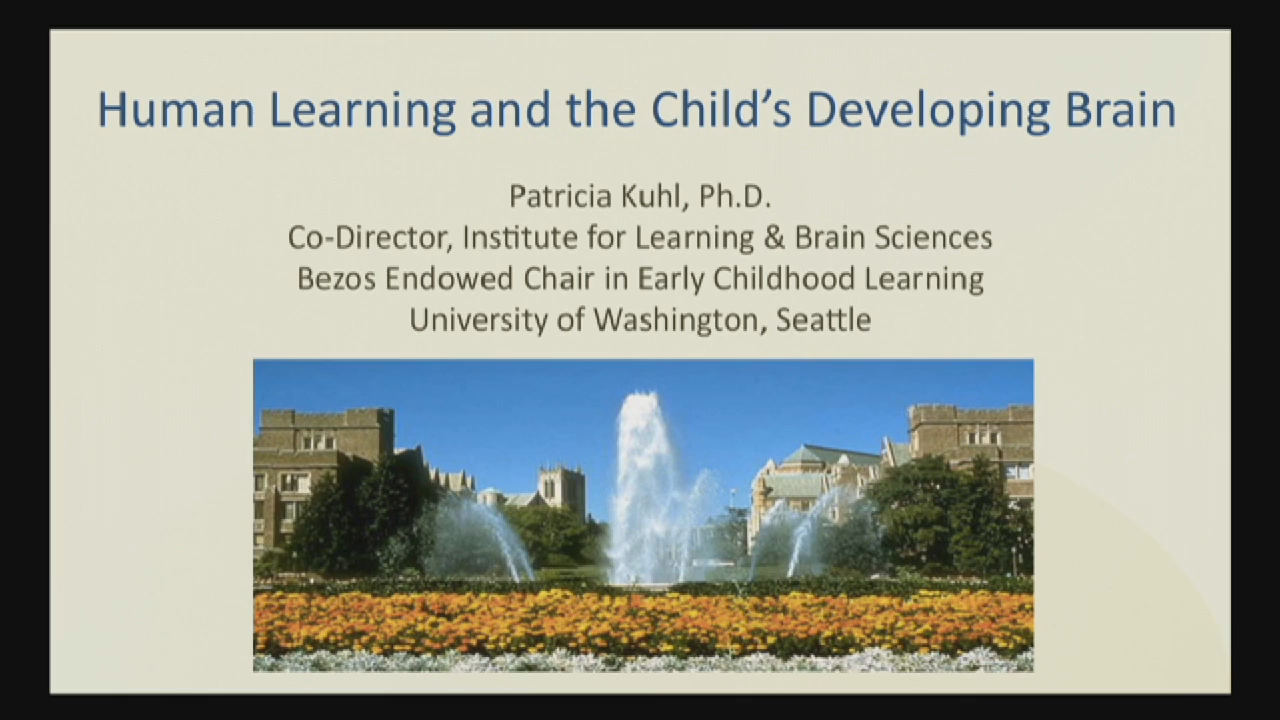 Human Learning and the Child's Developing Brain
Patricia Kuhl, Ph.D.
Co-Director, Institute for Learning & Brain Sciences
Bezos Endowed Chair in Early Childhood Learning
University of Washington, Seattle